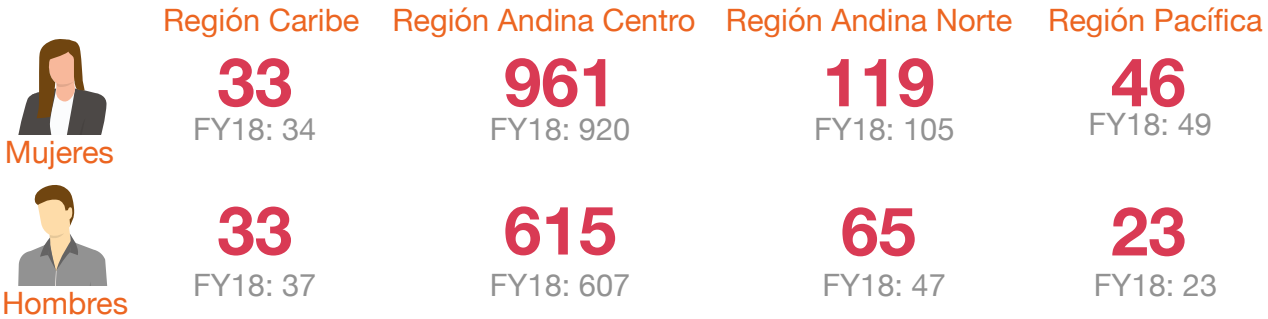 Región Caribe Región Andina Centro Región Andina Norte Región Pacífica
33 961 119 46
FY18: 34 FY18: 920 FY18: 105 FY18: 49
Mujeres
33 615 65 23
FY18: 37 FY18: 607 FY18: 47 FY18: 23
Hombres